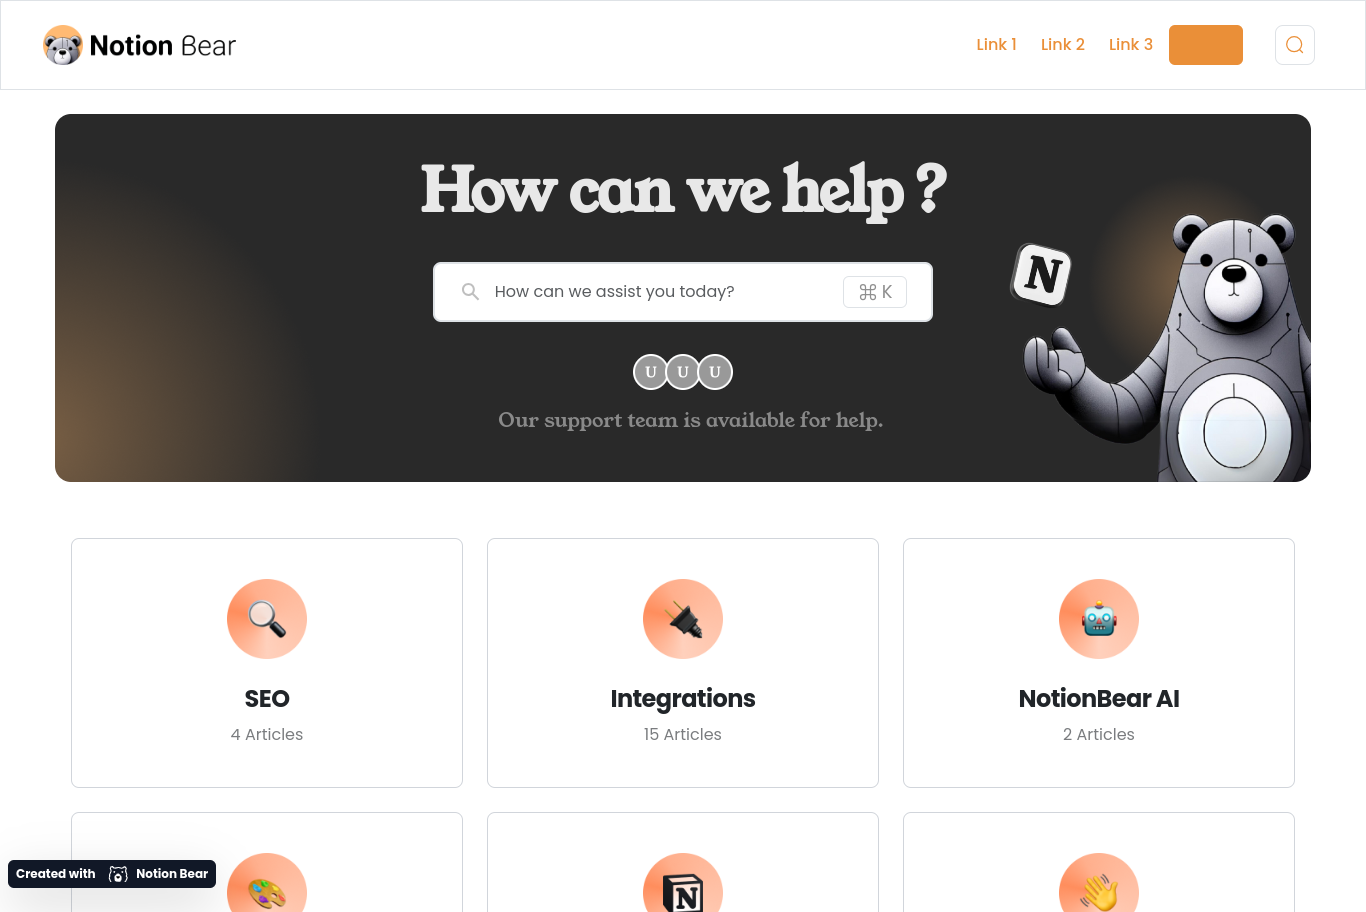 Notion Bear
Link 1
Link 2
Link 3
How can we help ?
How can we assist you today?
⌘ K
N
U U U
Our support team is available for help.
SEO
4 Articles
Integrations
15 Articles
NotionBear AI
2 Articles
N
Created with Notion Bear